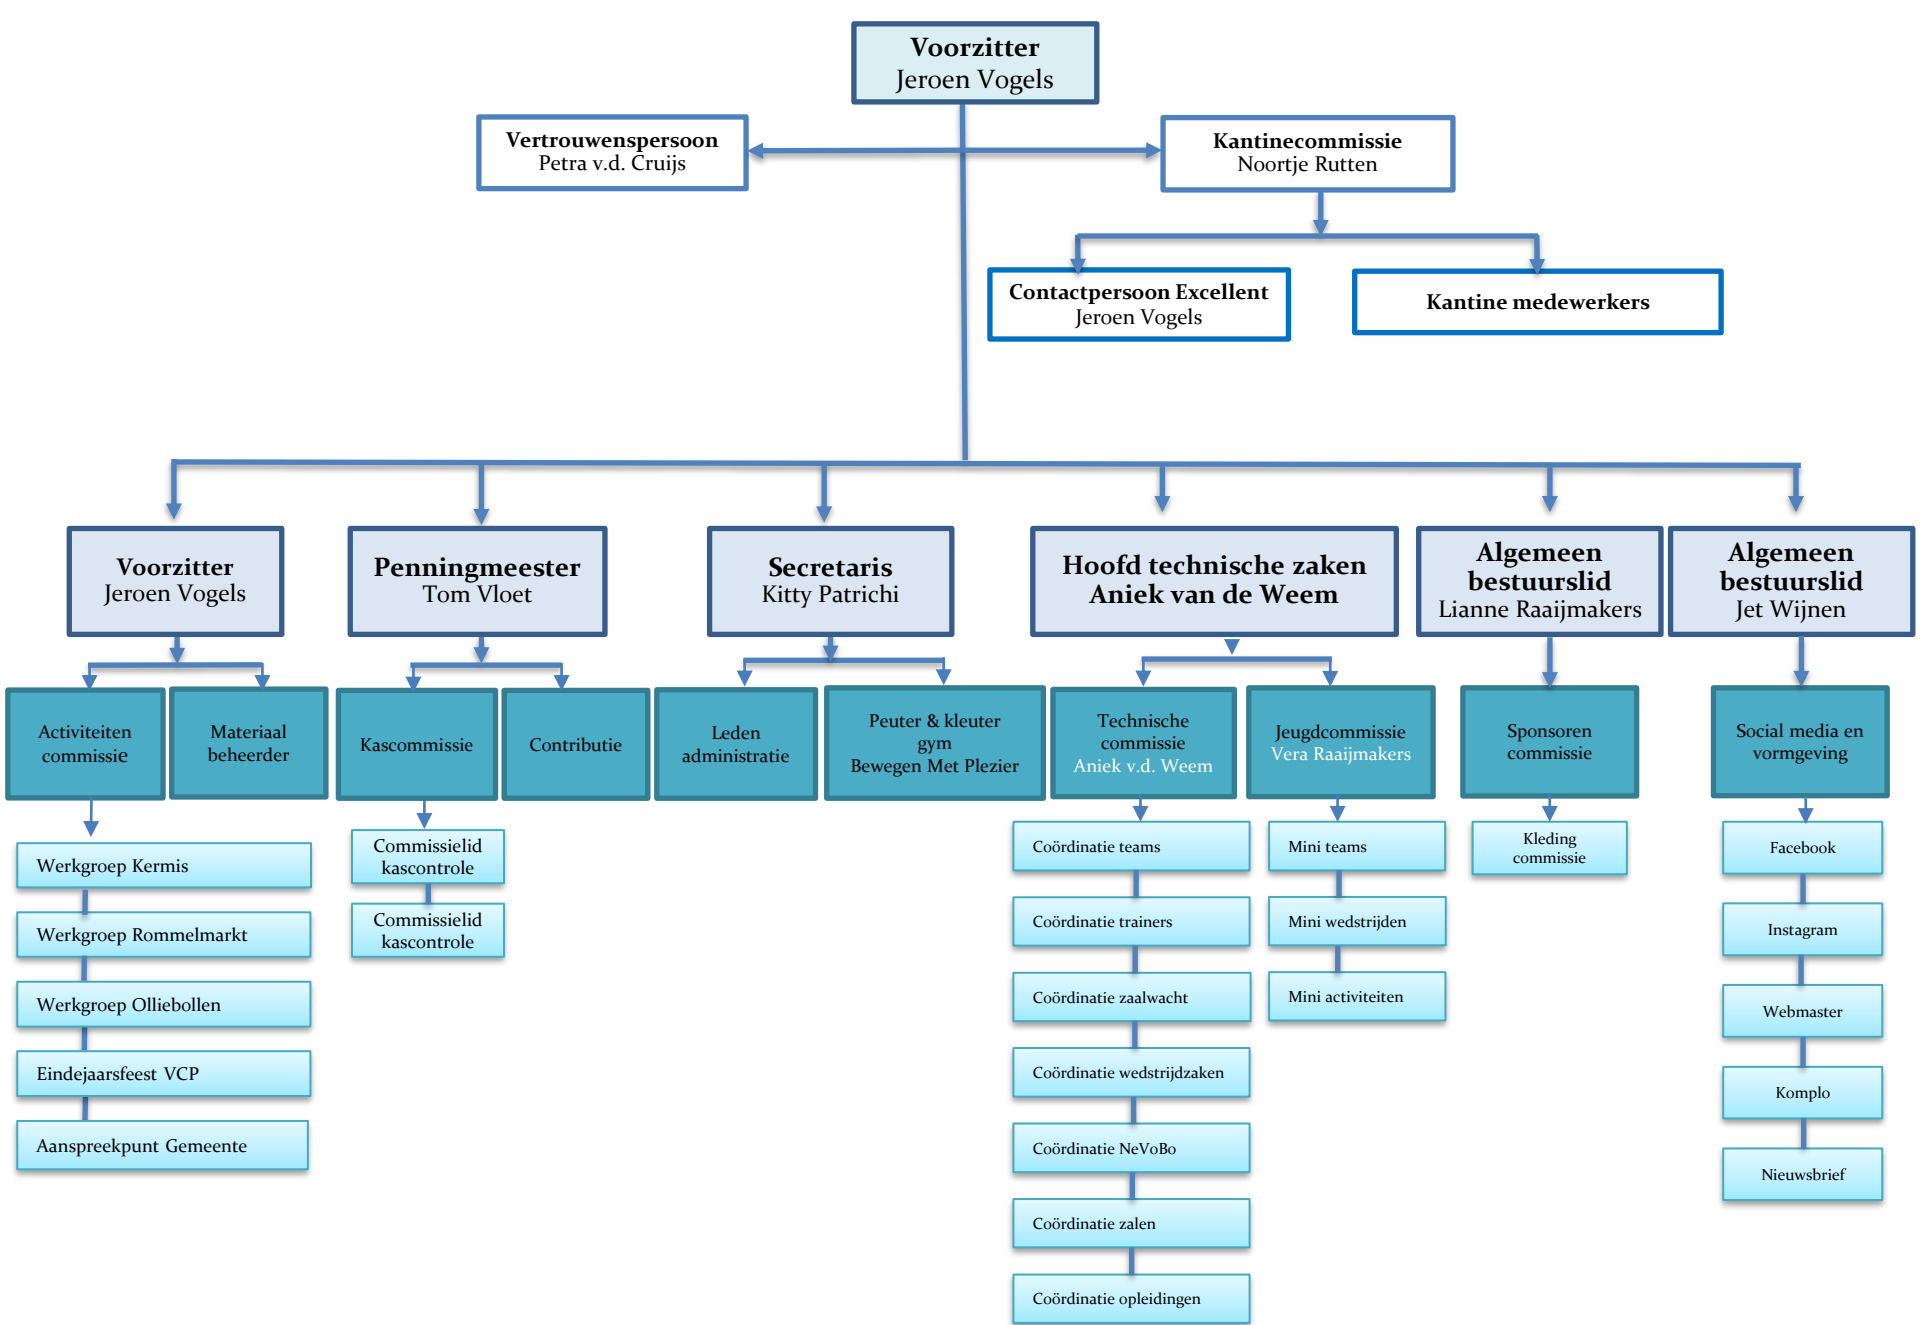 Voorzitter
Jeroen Vogels
Vertrouwenspersoon
Petra v.d. Cruijs
Kantinecommissie
Noortje Rutten
Contactpersoon Excellent
Jeroen Vogels
Kantine medewerkers
Voorzitter
Jeroen Vogels
Penningmeester
Tom Vloet
Secretaris
Kitty Patrichi
Hoofd technische zaken
Aniek van de Weem
Algemeen
bestuurslid
Lianne Raaijmakers
Algemeen
bestuurslid
Jet Wijnen
Activiteiten
commissie
Materiaal
beheerder
Kascommissie
Contributie
Leden
administratie
Peuter & kleuter
gym
Bewegen Met Plezier
Technische
commissie
Aniek v.d. Weem
Jeugdcommissie
Vera Raaijmakers
Sponsoren
commissie
Social media en
vormgeving
Werkgroep Kermis
Werkgroep Rommelmarkt
Werkgroep Olliebollen
Eindejaarsfeest VCP
Aanspreekpunt Gemeente
Commissielid
kascontrole
Commissielid
kascontrole
Coördinatie teams
Coördinatie trainers
Coördinatie zaalwacht
Coördinatie wedstrijdzaken
Coördinatie NeVoBo
Coördinatie zalen
Coördinatie opleidingen
Mini teams
Mini wedstrijden
Mini activiteiten
Kleding
commissie
Facebook
Instagram
Webmaster
Komplo
Nieuwsbrief